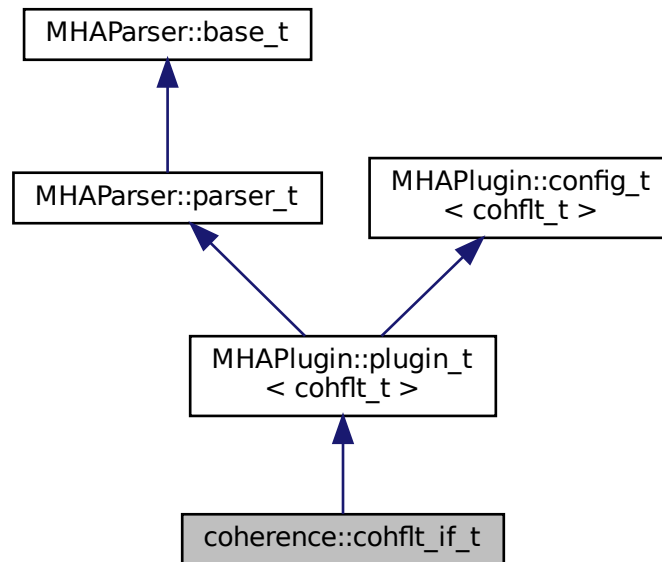 MHAParser::base_t
MHAParser::parser_t
MHAPlugin::config_t
< cohflt_t >
MHAPlugin::plugin_t
< cohflt_t >
coherence::cohflt_if_t